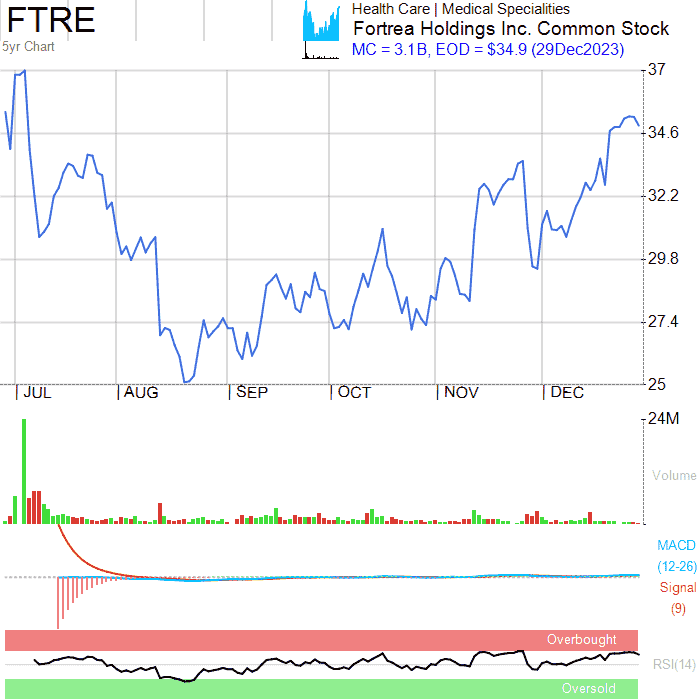 FTRE
5yr Chart
Health Care | Medical Specialities
Fortrea Holdings Inc. Common Stock
MC = 3.1B, EOD = $34.9 (29Dec2023)
37
34.6
32.2
29.8
27.4
25
JUL AUG SEP OCT NOV DEC
24M
Volume
MACD
(12-26)
Signal
(9)
Overbought
RSI(14)
Oversold